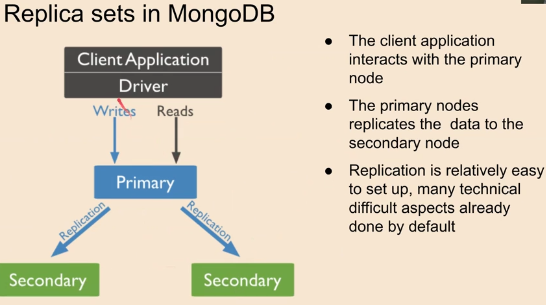 Replica sets in MongoDB
Client Application
Driver
Writes Reads
Primary
Replication Replication
Secondary Secondary
● The client application
interacts with the primary
node
● The primary nodes
replicates the data to the
secondary node
● Replication is relatively easy
to set up, many technical
difficult aspects already
done by default